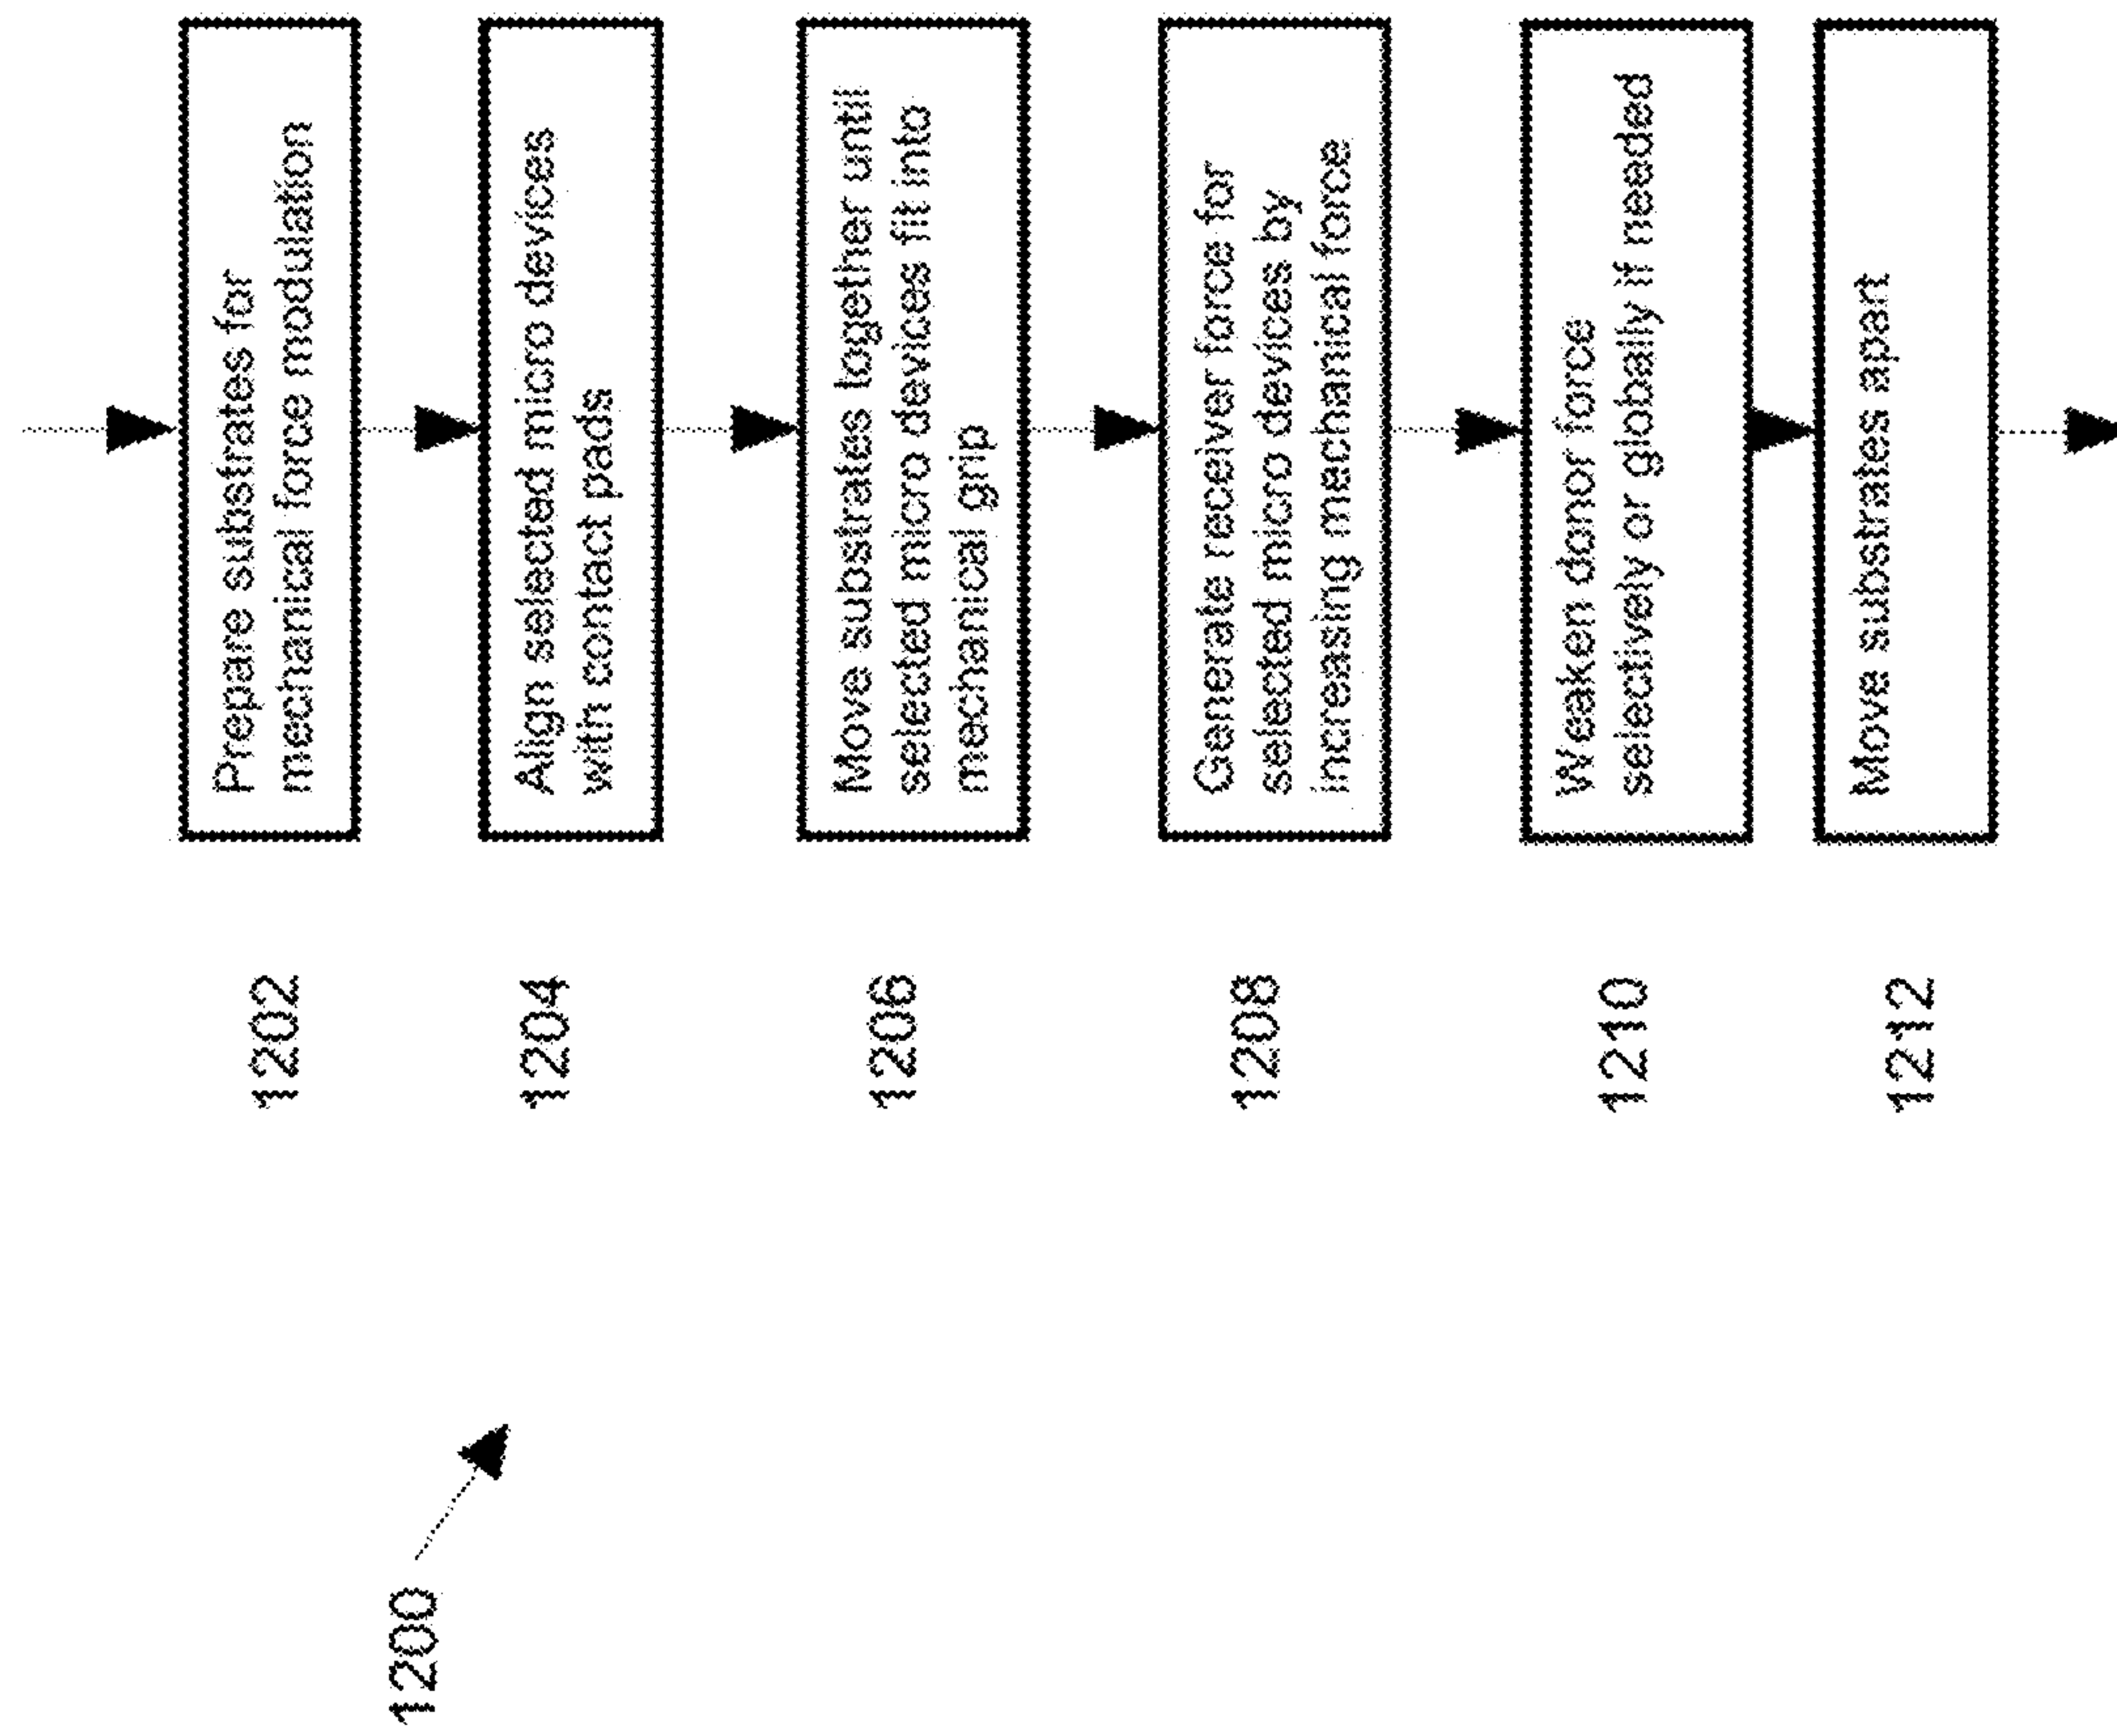 1200
1202
Prepare substrates for
mechanical force modulation
1204
Align selected micro devices
with contact pads
1206
Move substrates together until
selected micro devices fit into
mechanical grip
1208
Generate receiver force for
selected micro devices by
increasing machanical force
1210
Weaken donor force
selectively or globally if needed
1212
Move substrates apart